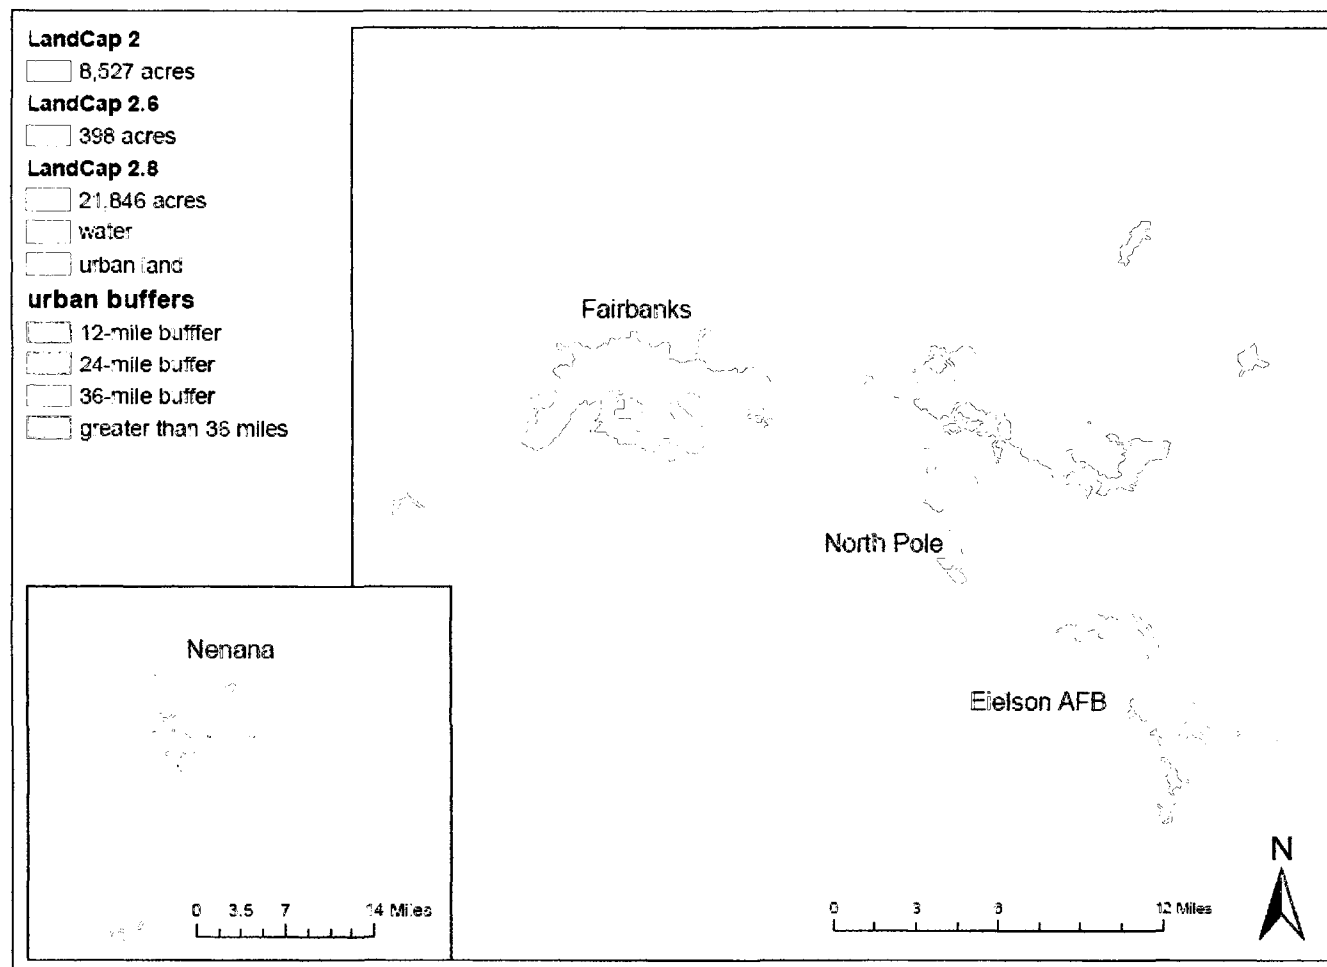 LandCap 2
8,527 acres
LandCap 2.6
398 acres
LandCap 2.8
21,846 acres
water
urban land
urban buffers
12-mile bufffer
24-mile buffer
36-mile buffer
greater than 36 miles
Fairbanks
North Pole
Eielson AFB
Nenana
0 3.5 7 14 Miles
0 3 6 12 Miles
N